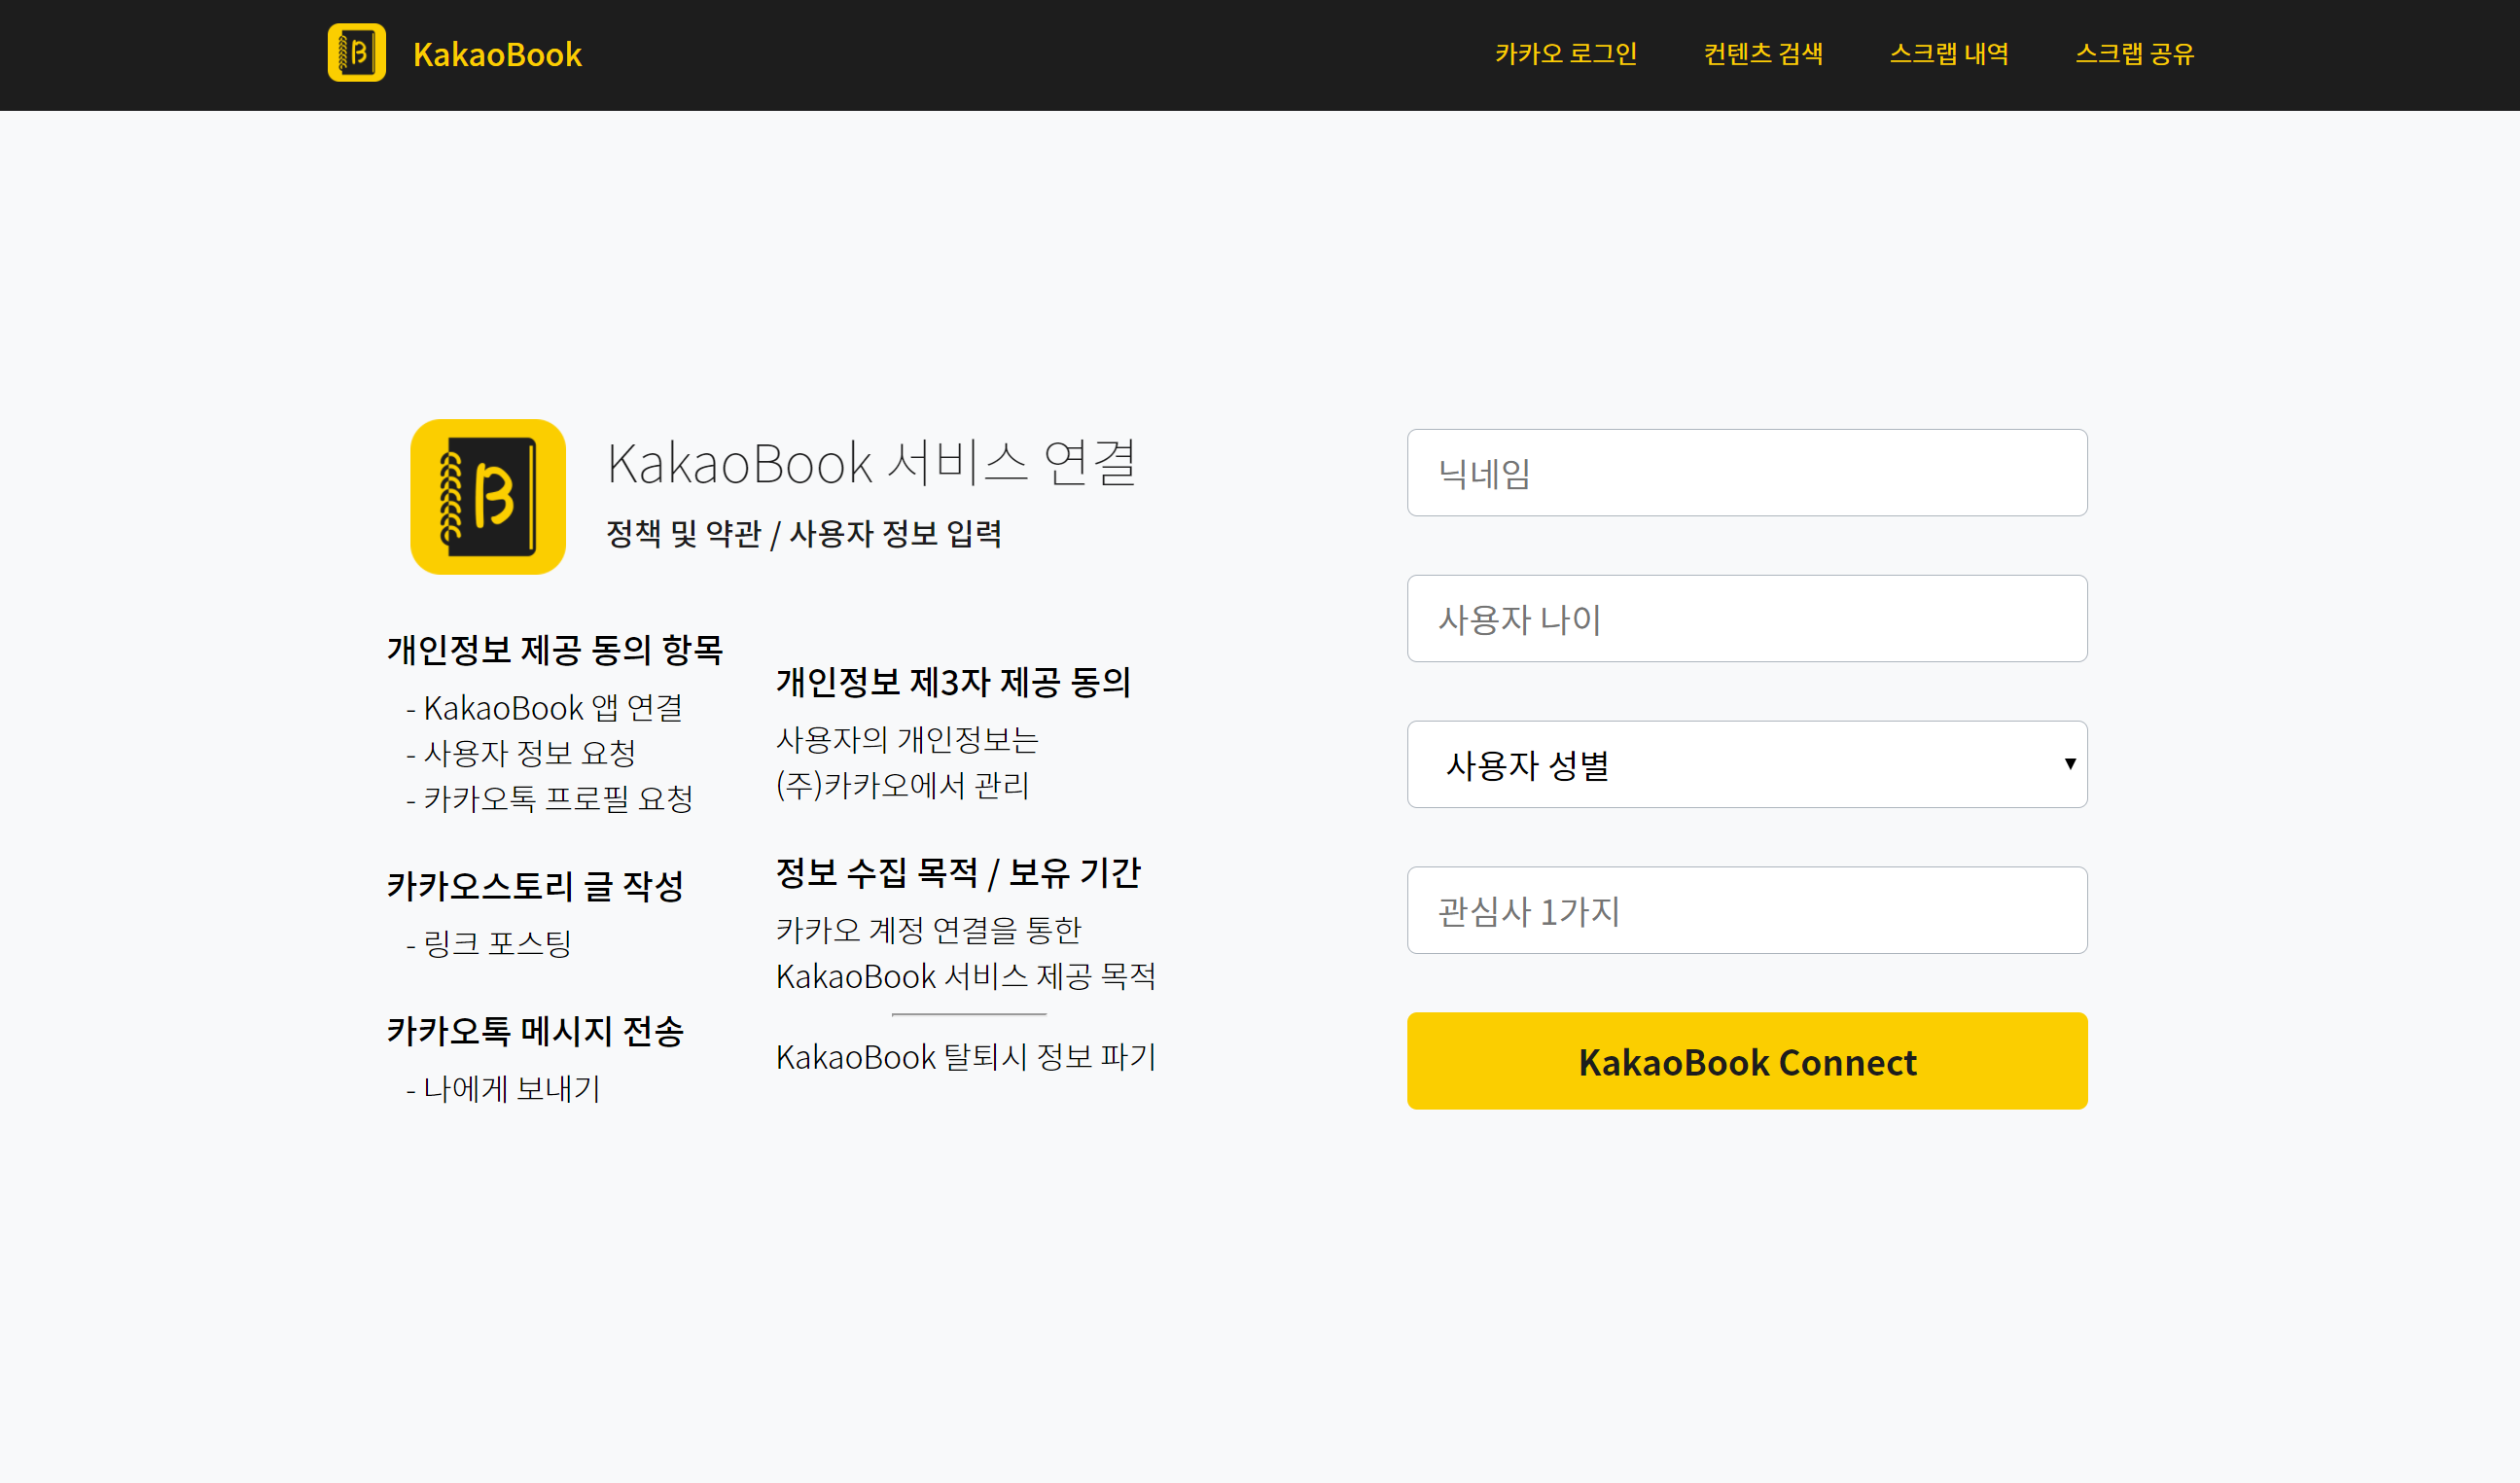 KakaoBook
카카오 로그인
컨텐츠 검색
스크랩 내역
스크랩 공유
KakaoBook 서비스 연결
정책 및 약관 / 사용자 정보 입력
개인정보 제공 동의 항목
- KakaoBook 앱 연결
- 사용자 정보 요청
- 카카오톡 프로필 요청
카카오스토리 글 작성
- 링크 포스팅
카카오톡 메시지 전송
- 나에게 보내기
개인정보 제3자 제공 동의
사용자의 개인정보는
(주)카카오에서 관리
정보 수집 목적 / 보유 기간
카카오 계정 연결을 통한
KakaoBook 서비스 제공 목적
KakaoBook 탈퇴시 정보 파기
닉네임
사용자 나이
사용자 성별
관심사 1가지
KakaoBook Connect